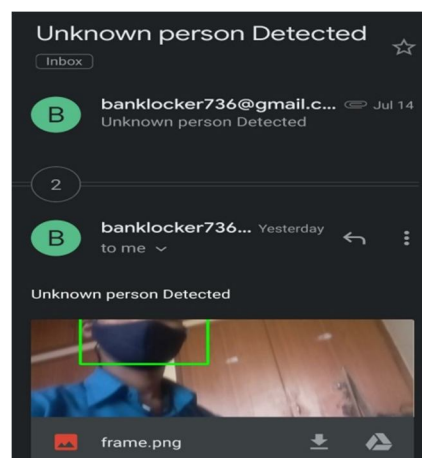 Unknown person Detected
Inbox
B
banklocker736@gmail.c... Jul 14
Unknown person Detected
2
B
banklocker736... Yesterday
to me
Unknown person Detected
frame.png